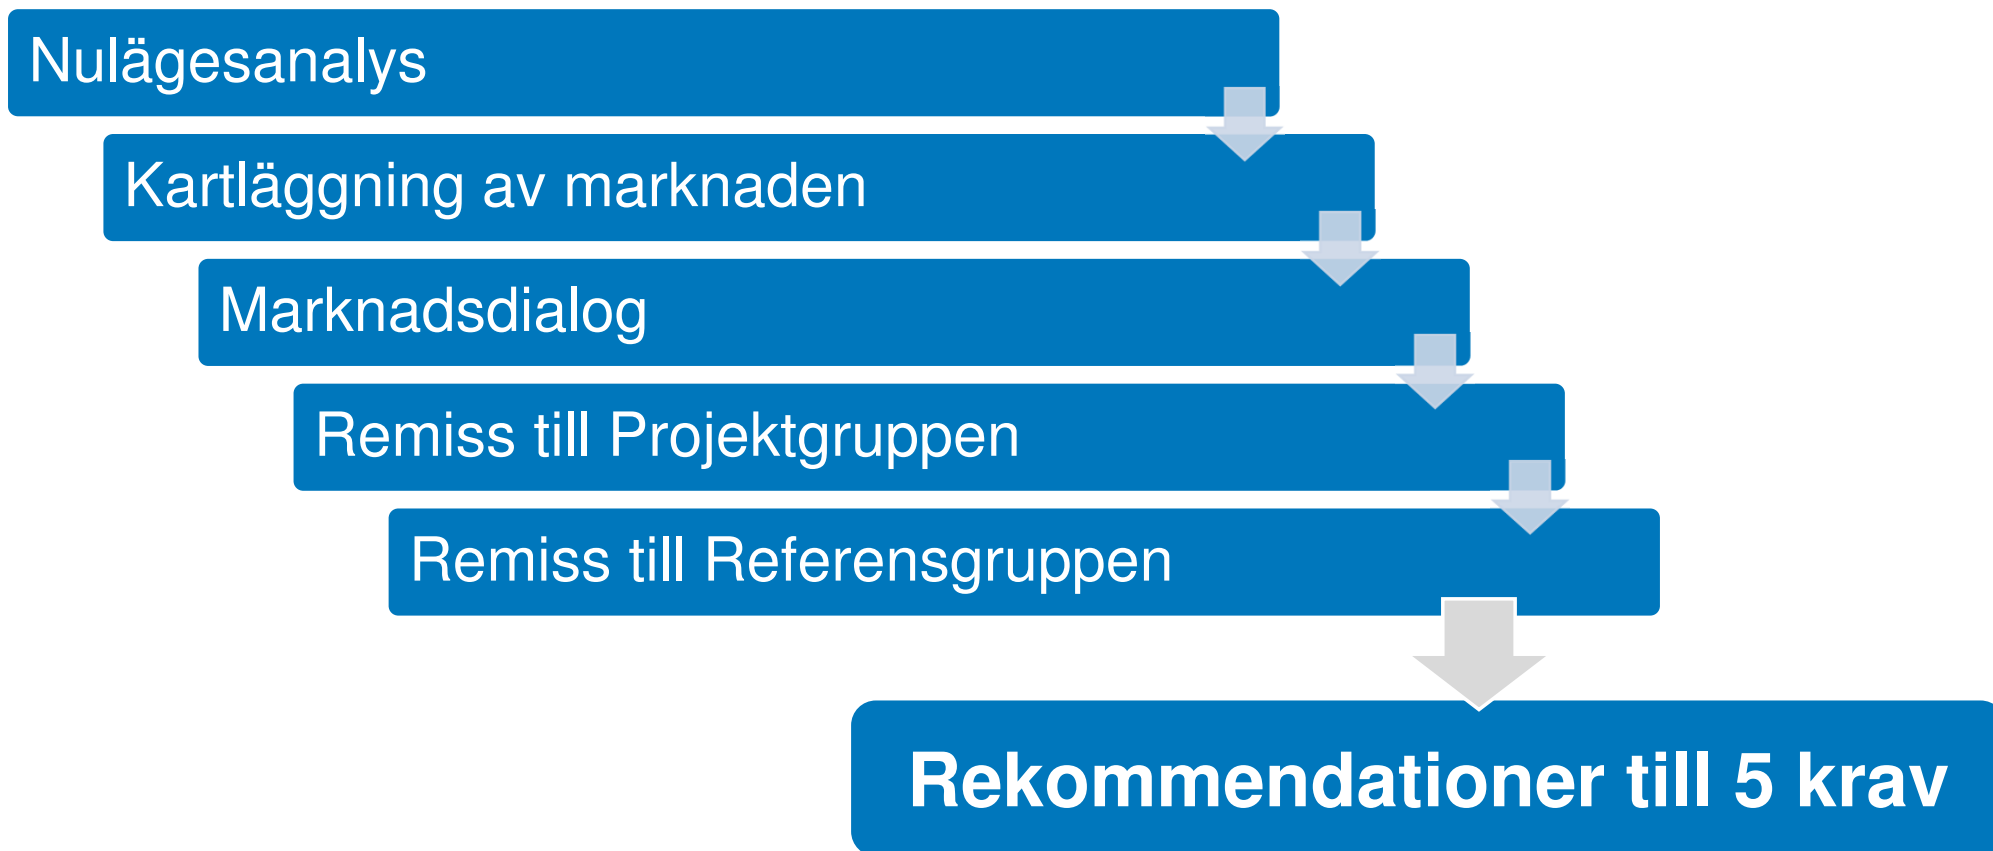 Nulägesanalys
Kartläggning av marknaden
Marknadsdialog
Remiss till Projektgruppen
Remiss till Referensgruppen
Rekommendationer till 5 krav